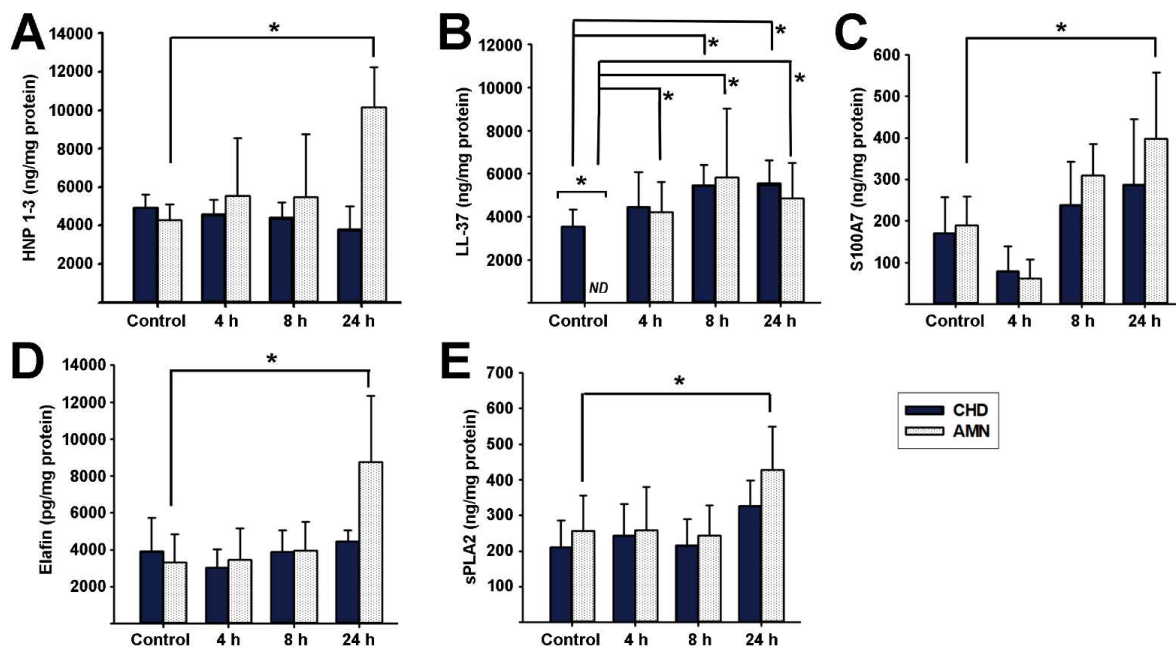 A
HNP 1-3 (ng/mg protein)
14000
12000
10000
8000
6000
4000
2000
*
Control 4 h 8 h 24 h
B
LL-37 (ng/mg protein)
12000
10000
8000
6000
4000
2000
*
*
*
*
*
*
ND
Control 4 h 8 h 24 h
C
S100A7 (ng/mg protein)
600
500
400
300
200
100
*
Control 4 h 8 h 24 h
D
Elafin (pg/mg protein)
14000
12000
10000
8000
6000
4000
2000
*
Control 4 h 8 h 24 h
E
sPLA2 (ng/mg protein)
700
600
500
400
300
200
100
*
Control 4 h 8 h 24 h
CHD
AMN